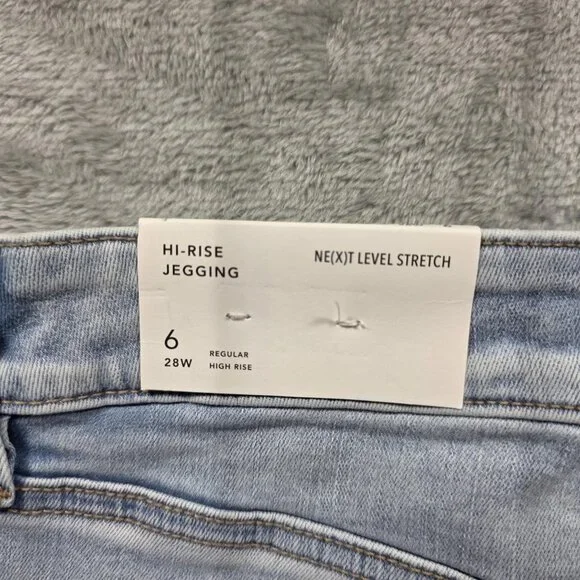 HI-RISE
JEGGING
NE(X)T LEVEL STRETCH
6
28W
REGULAR
HIGH RISE